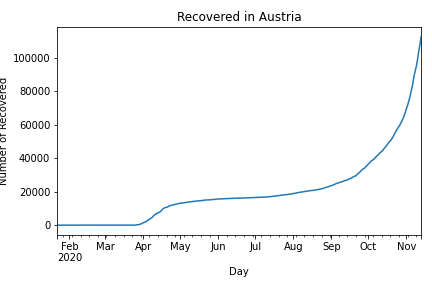 Recovered in Austria
Number of Recovered
100000
80000
60000
40000
20000
0
Feb Mar Apr May Jun Jul Aug Sep Oct Nov
2020
Day